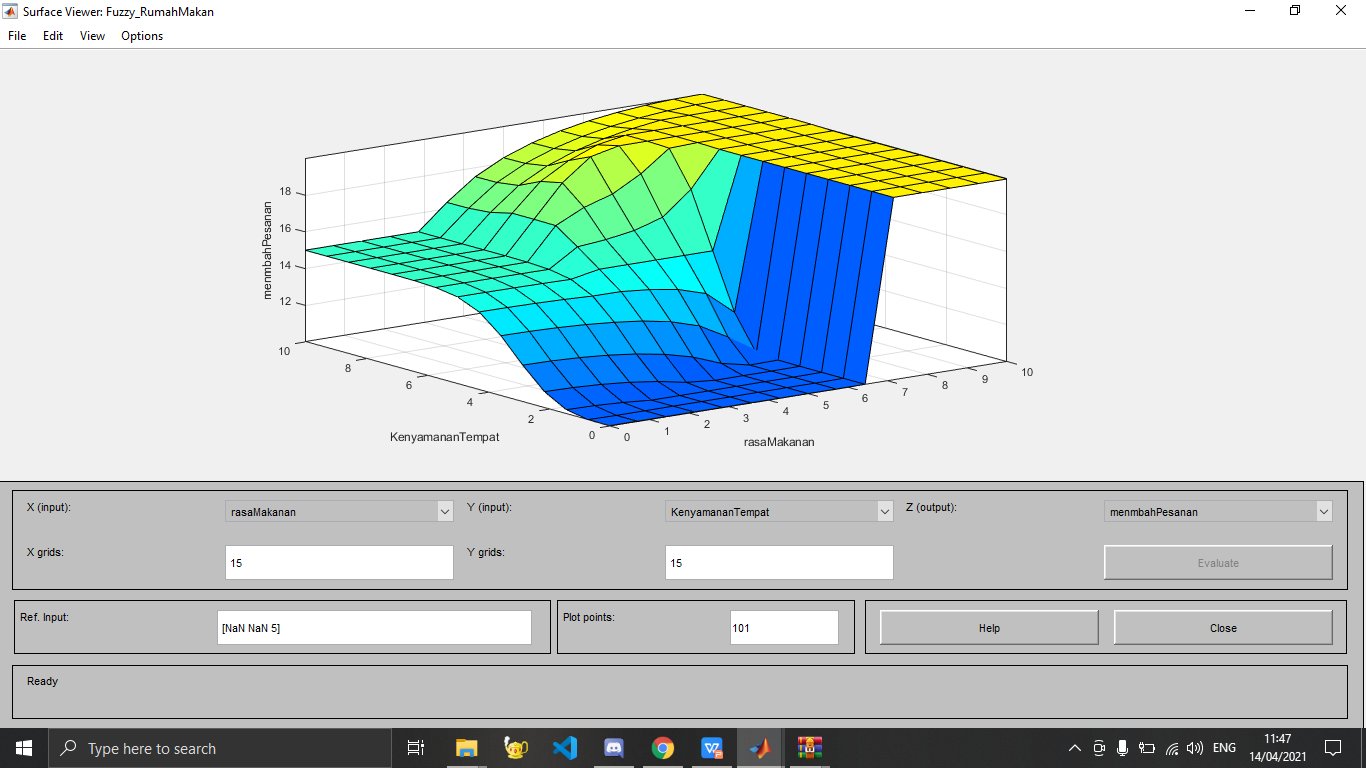 Surface Viewer: Fuzzy_RumahMakan
File Edit View Options
18
16
14
12
menmbahPesanan
10
8
6
4
2
0
KenyamananTempat
0
1
2
3
4
5
6
7
8
9
10
rasaMakanan
X (input): rasaMakanan Y (input): KenyamananTempat Z (output): menmbahPesanan
X grids: 15 Y grids: 15 Evaluate
Ref. Input: [NaN NaN 5] Plot points: 101 Help Close
Ready
Type here to search
ENG
11:47
14/04/2021